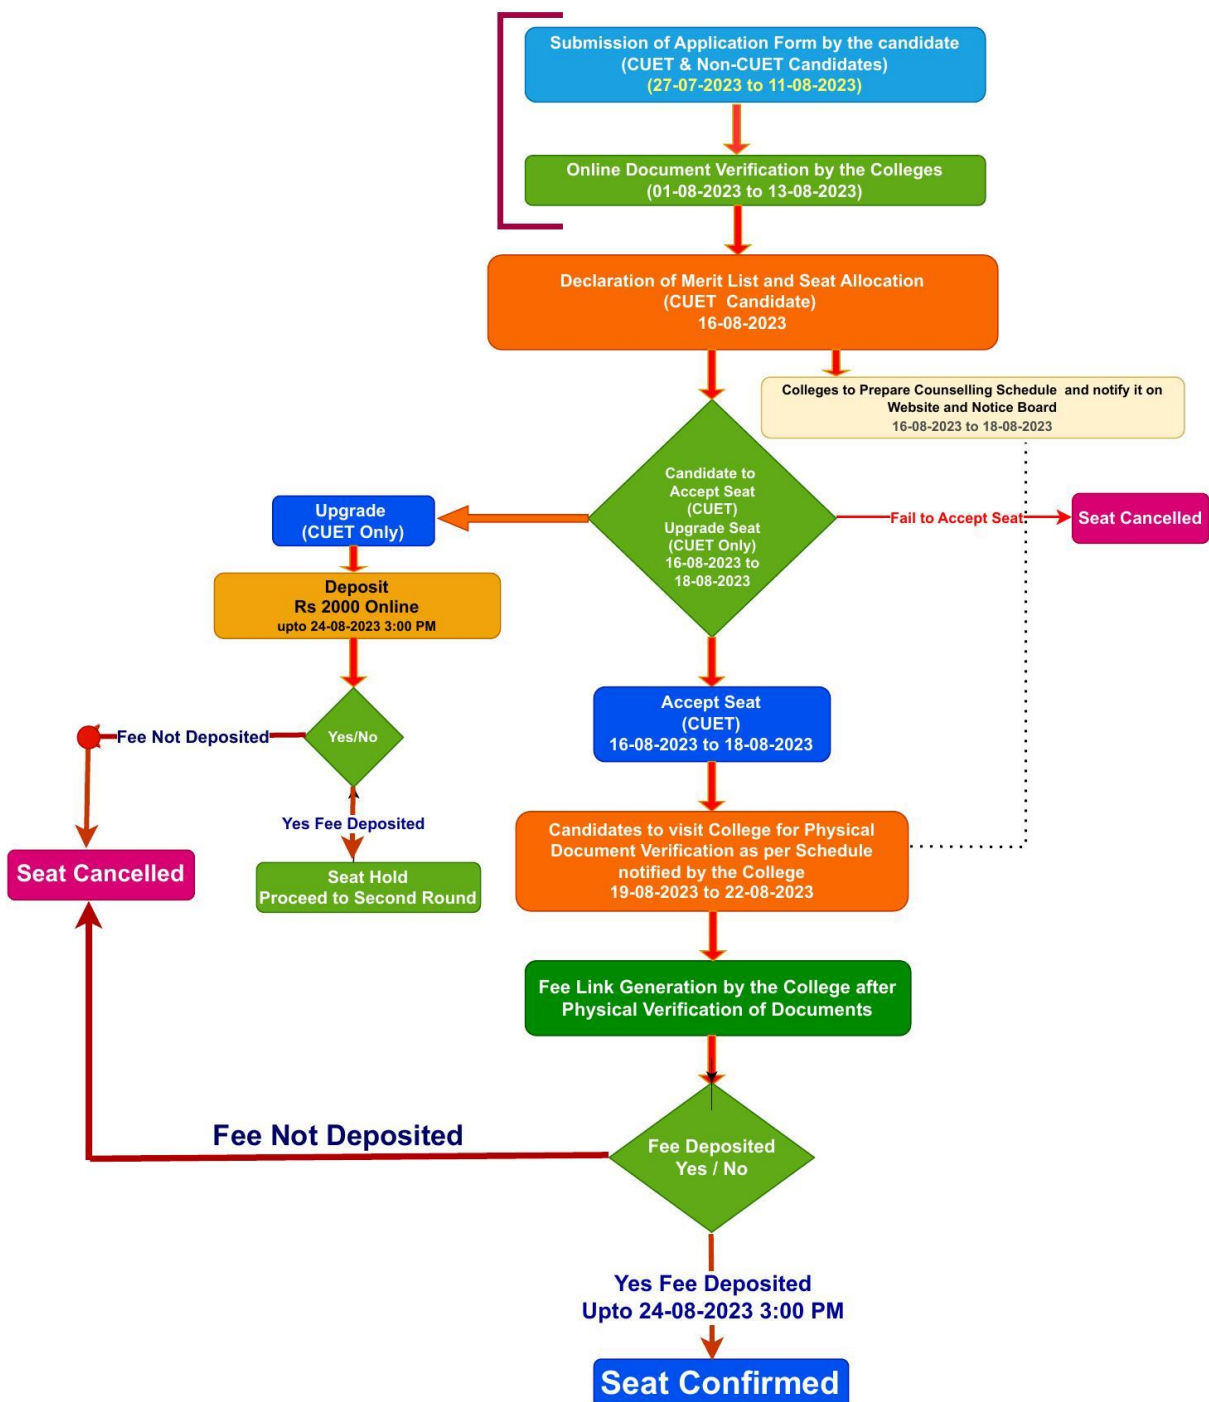 Submission of Application Form by the candidate
(CUET & Non-CUET Candidates)
(27-07-2023 to 11-08-2023)
Online Document Verification by the Colleges
(01-08-2023 to 13-08-2023)
Declaration of Merit List and Seat Allocation
(CUET Candidate)
16-08-2023
Colleges to Prepare Counselling Schedule and notify it on
Website and Notice Board
16-08-2023 to 18-08-2023
Candidate to
Accept Seat
(CUET)
Upgrade Seat
(CUET Only)
16-08-2023 to
18-08-2023
Fail to Accept Seat
Seat Cancelled
Upgrade
(CUET Only)
Deposit
Rs 2000 Online
upto 24-08-2023 3:00 PM
Yes/No
Fee Not Deposited
Seat Cancelled
Yes Fee Deposited
Seat Hold
Proceed to Second Round
Accept Seat
(CUET)
16-08-2023 to 18-08-2023
Candidates to visit College for Physical
Document Verification as per Schedule
notified by the College
19-08-2023 to 22-08-2023
Fee Link Generation by the College after
Physical Verification of Documents
Fee Deposited
Yes / No
Fee Not Deposited
Yes Fee Deposited
Upto 24-08-2023 3:00 PM
Seat Confirmed